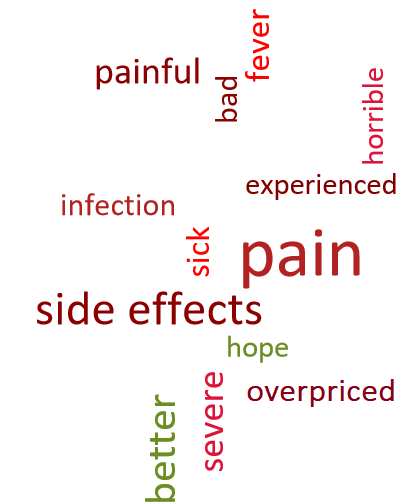 fever
painful
bad
horrible
experienced
infection
sick
pain
side effects
hope
severe
overpriced
better